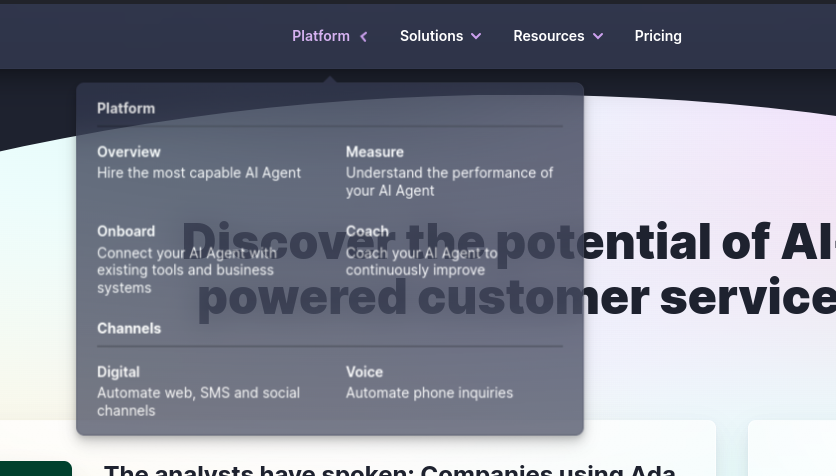 Platform Solutions Resources Pricing
Platform
Overview
Hire the most capable AI Agent
Measure
Understand the performance of
your AI Agent
Onboard
Connect your AI Agent with
existing tools and business
systems
Coach
Coach your AI Agent to
continuously improve
Channels
Digital
Automate web, SMS and social
channels
Voice
Automate phone inquiries
Discover the potential of AI-
powered customer service
The analysts have spoken: Companies using Ada